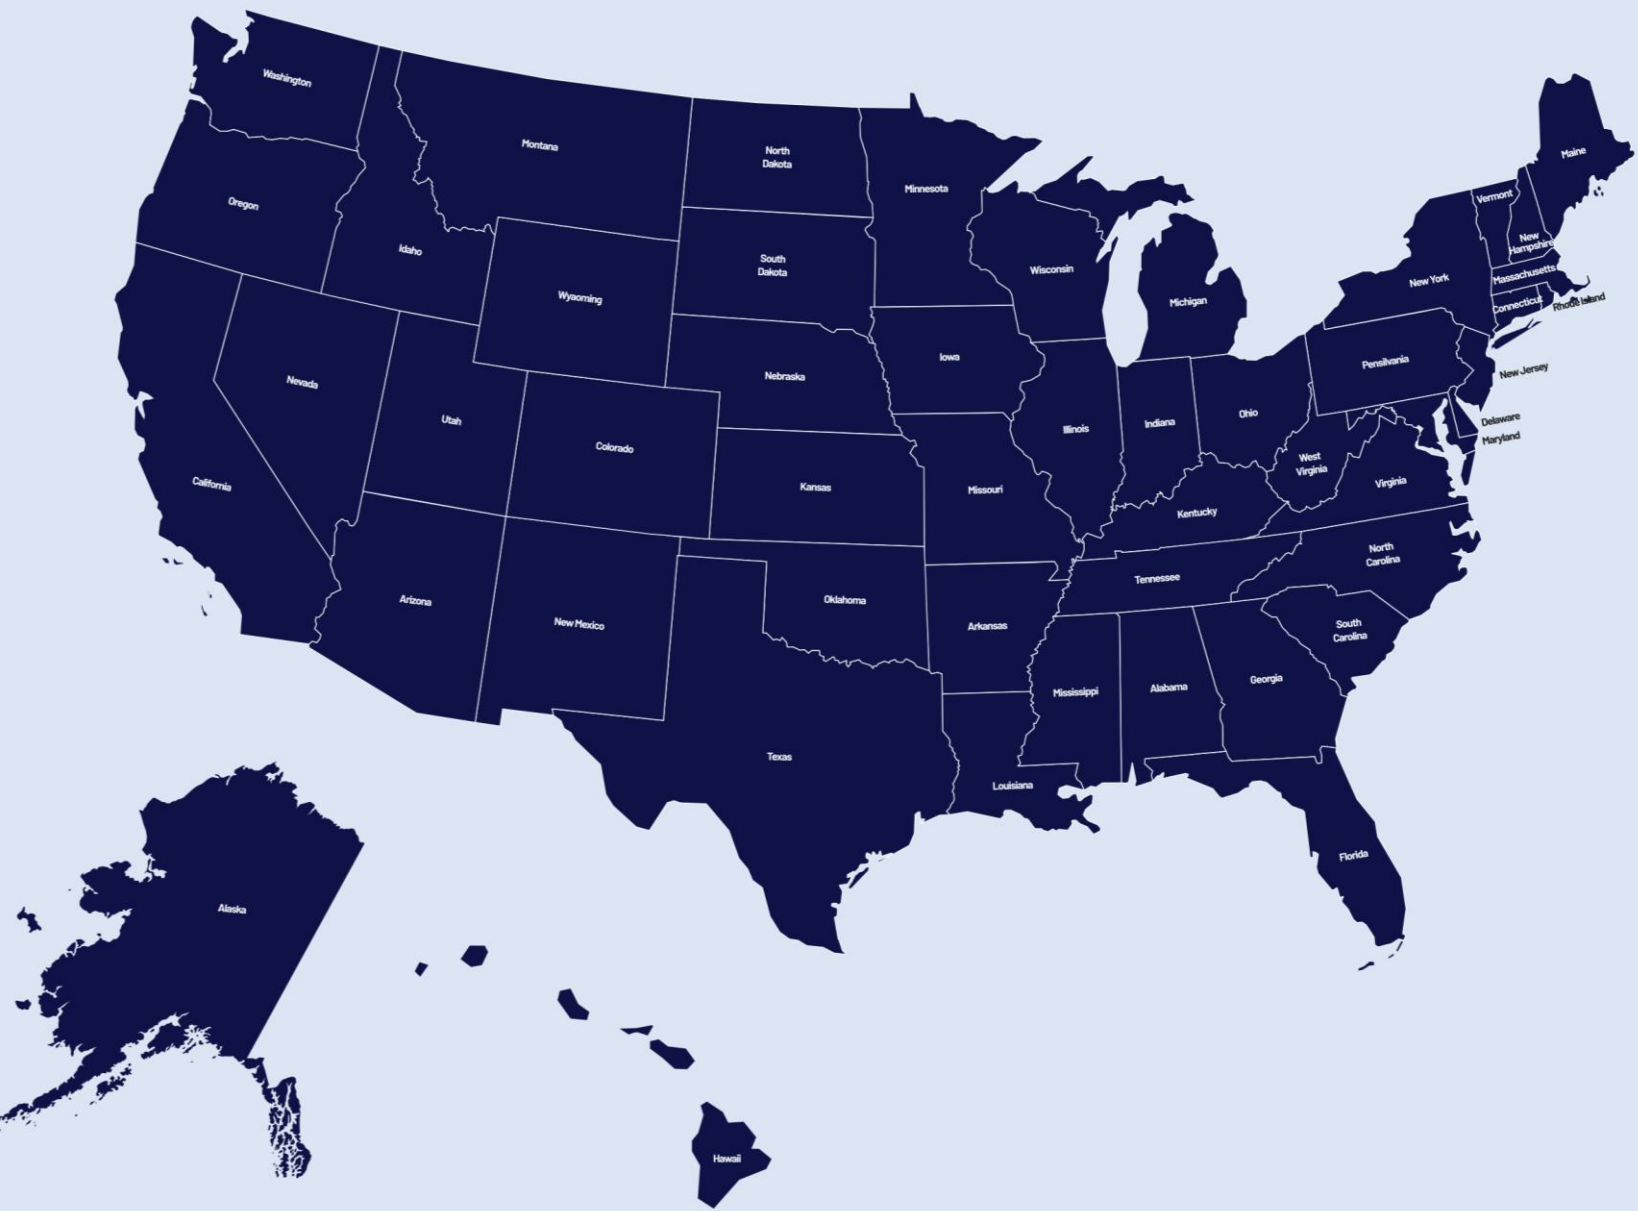 Washington
Montana
North
Dakota
Minnesota
Maine
Oregon
Idaho
South
Dakota
Wisconsin
Vermont
New
Hampshire
Wyaoming
Michigan
New York
Massachusetts
Connecticut
Rhode Island
Nevada
Utah
Nebraska
Iowa
Pensilvania
New Jersey
Colorado
Illinois
Indiana
Ohio
Delaware
Maryland
California
Kansas
Missouri
West
Virginia
Virginia
Kentucky
Arizona
New Mexico
Oklahoma
Arkansas
Tennessee
North
Carolina
South
Carolina
Texas
Mississippi
Alabama
Georgia
Louisiana
Florida
Alaska
Hawaii